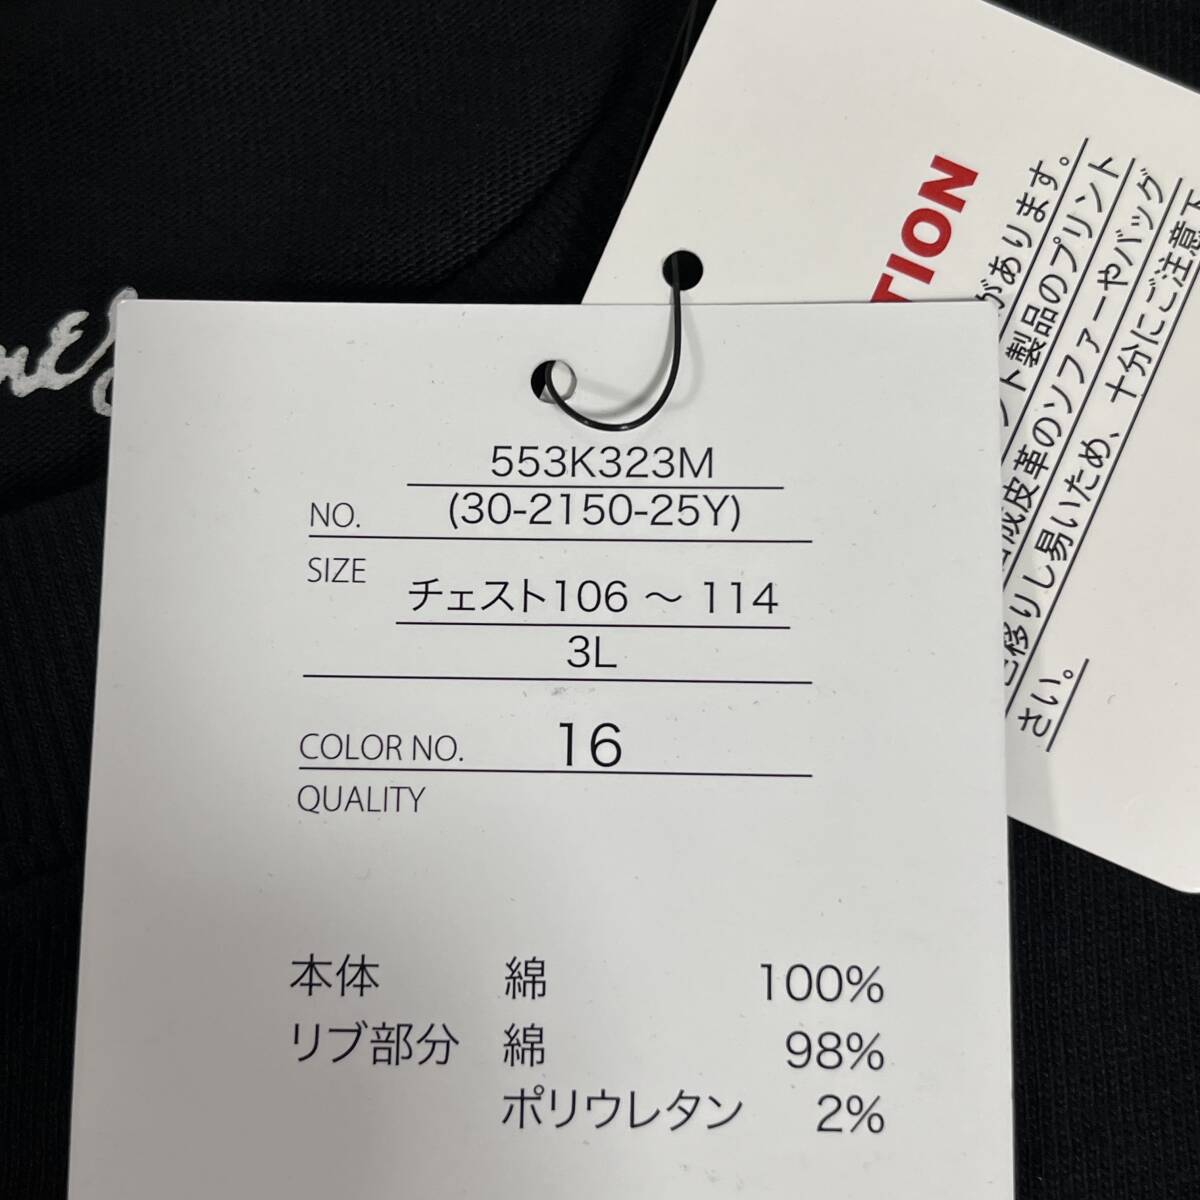 553K323M
NO. (30-2150-25Y)
SIZE
チェスト106 ～ 114
3L
COLOR NO. 16
QUALITY
本体 綿 100%
リブ部分 綿 98%
ポリウレタン 2%
TION
があります。
ント製品のプリント
成皮革のソファーやバッグ
移りし易いため、十分にご注意下
さい。